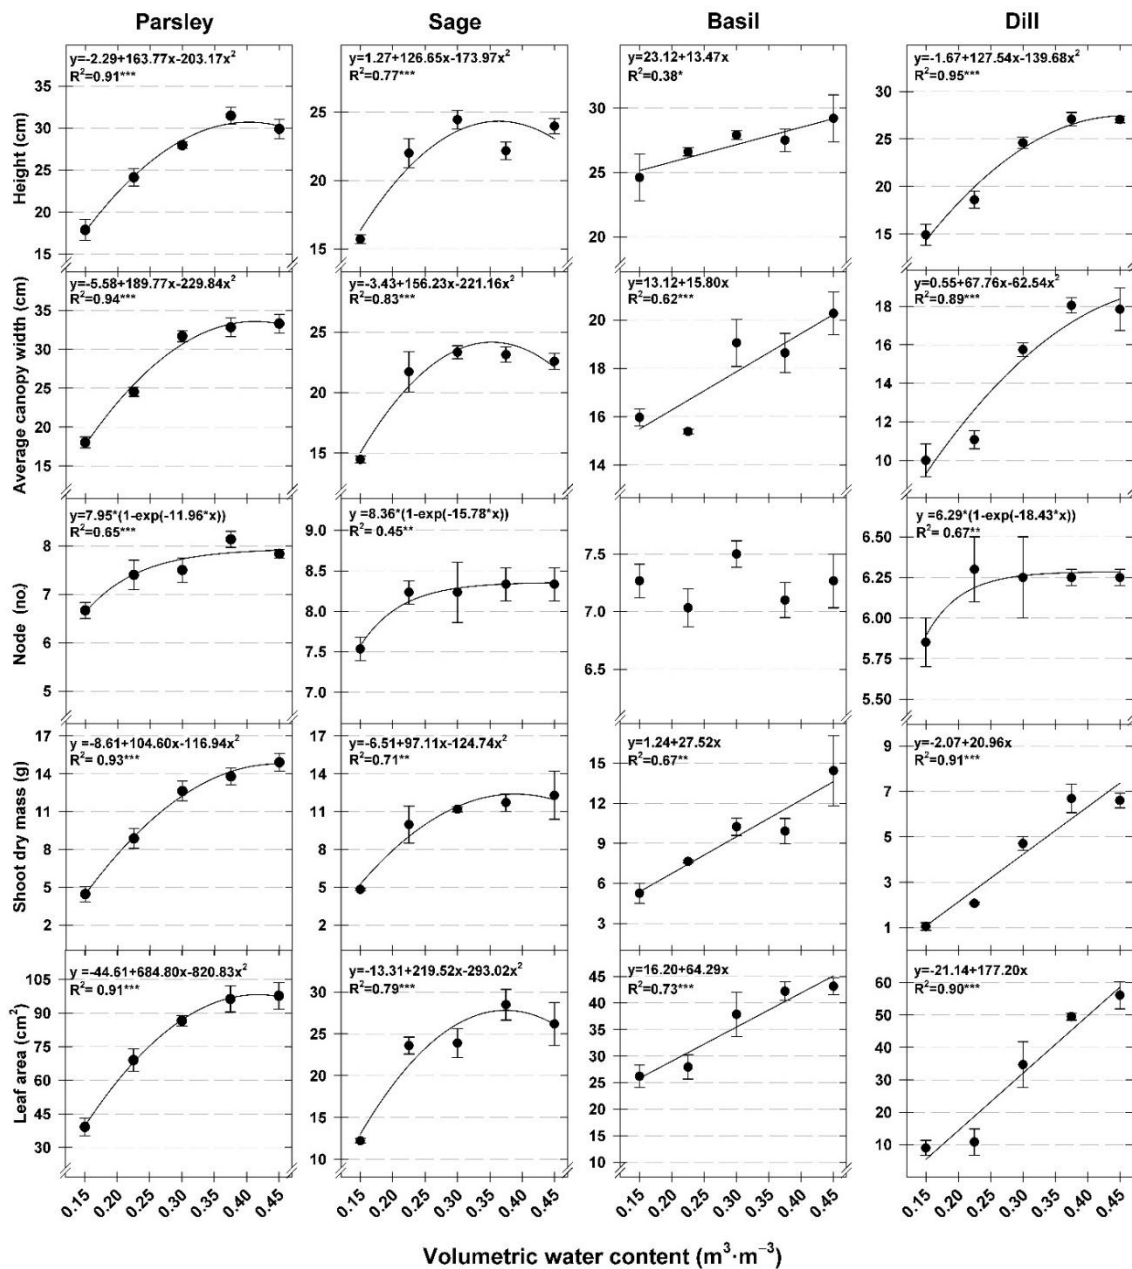 Parsley Sage Basil Dill
Height (cm)
y=-2.29+163.77x-203.17x²
R²=0.91***
35
30
25
20
15
y=1.27+126.65x-173.97x²
R²=0.77***
25
20
15
y=23.12+13.47x
R²=0.38*
30
25
20
y=-1.67+127.54x-139.68x²
R²=0.95***
30
25
20
15
Average canopy width (cm)
y=-5.58+189.77x-229.84x²
R²=0.94***
33
28
23
18
13
y=-3.43+156.23x-221.16x²
R²=0.83***
25
20
15
y=13.12+15.80x
R²=0.62***
20
18
16
14
y=0.55+67.76x-62.54x²
R²=0.89***
18
16
14
12
10
Node (no.)
y=7.95*(1-exp(-11.96*x))
R²=0.65***
8
7
6
5
y =8.36*(1-exp(-15.78*x))
R²= 0.45**
9.0
8.5
8.0
7.5
7.0
7.5
7.0
6.5
y =6.29*(1-exp(-18.43*x))
R²= 0.67**
6.50
6.25
6.00
5.75
5.50
Shoot dry mass (g)
y =-8.61+104.60x-116.94x²
R²= 0.93***
17
14
11
8
5
2
y =-6.51+97.11x-124.74x²
R²=0.71**
17
14
11
8
5
2
y=1.24+27.52x
R²=0.67**
15
12
9
6
3
y=-2.07+20.96x
R²=0.91***
9
7
5
3
1
Leaf area (cm²)
y =-44.61+684.80x-820.83x²
R²= 0.91***
105
90
75
60
45
30
y=-13.31+219.52x-293.02x²
R²=0.79***
30
25
20
15
10
y=16.20+64.29x
R²=0.73***
45
40
35
30
25
20
15
10
y=-21.14+177.20x
R²=0.90***
60
50
40
30
20
10
0.15 0.20 0.25 0.30 0.35 0.40 0.45 0.15 0.20 0.25 0.30 0.35 0.40 0.45 0.15 0.20 0.25 0.30 0.35 0.40 0.45 0.15 0.20 0.25 0.30 0.35 0.40 0.45
Volumetric water content (m³·m⁻³)